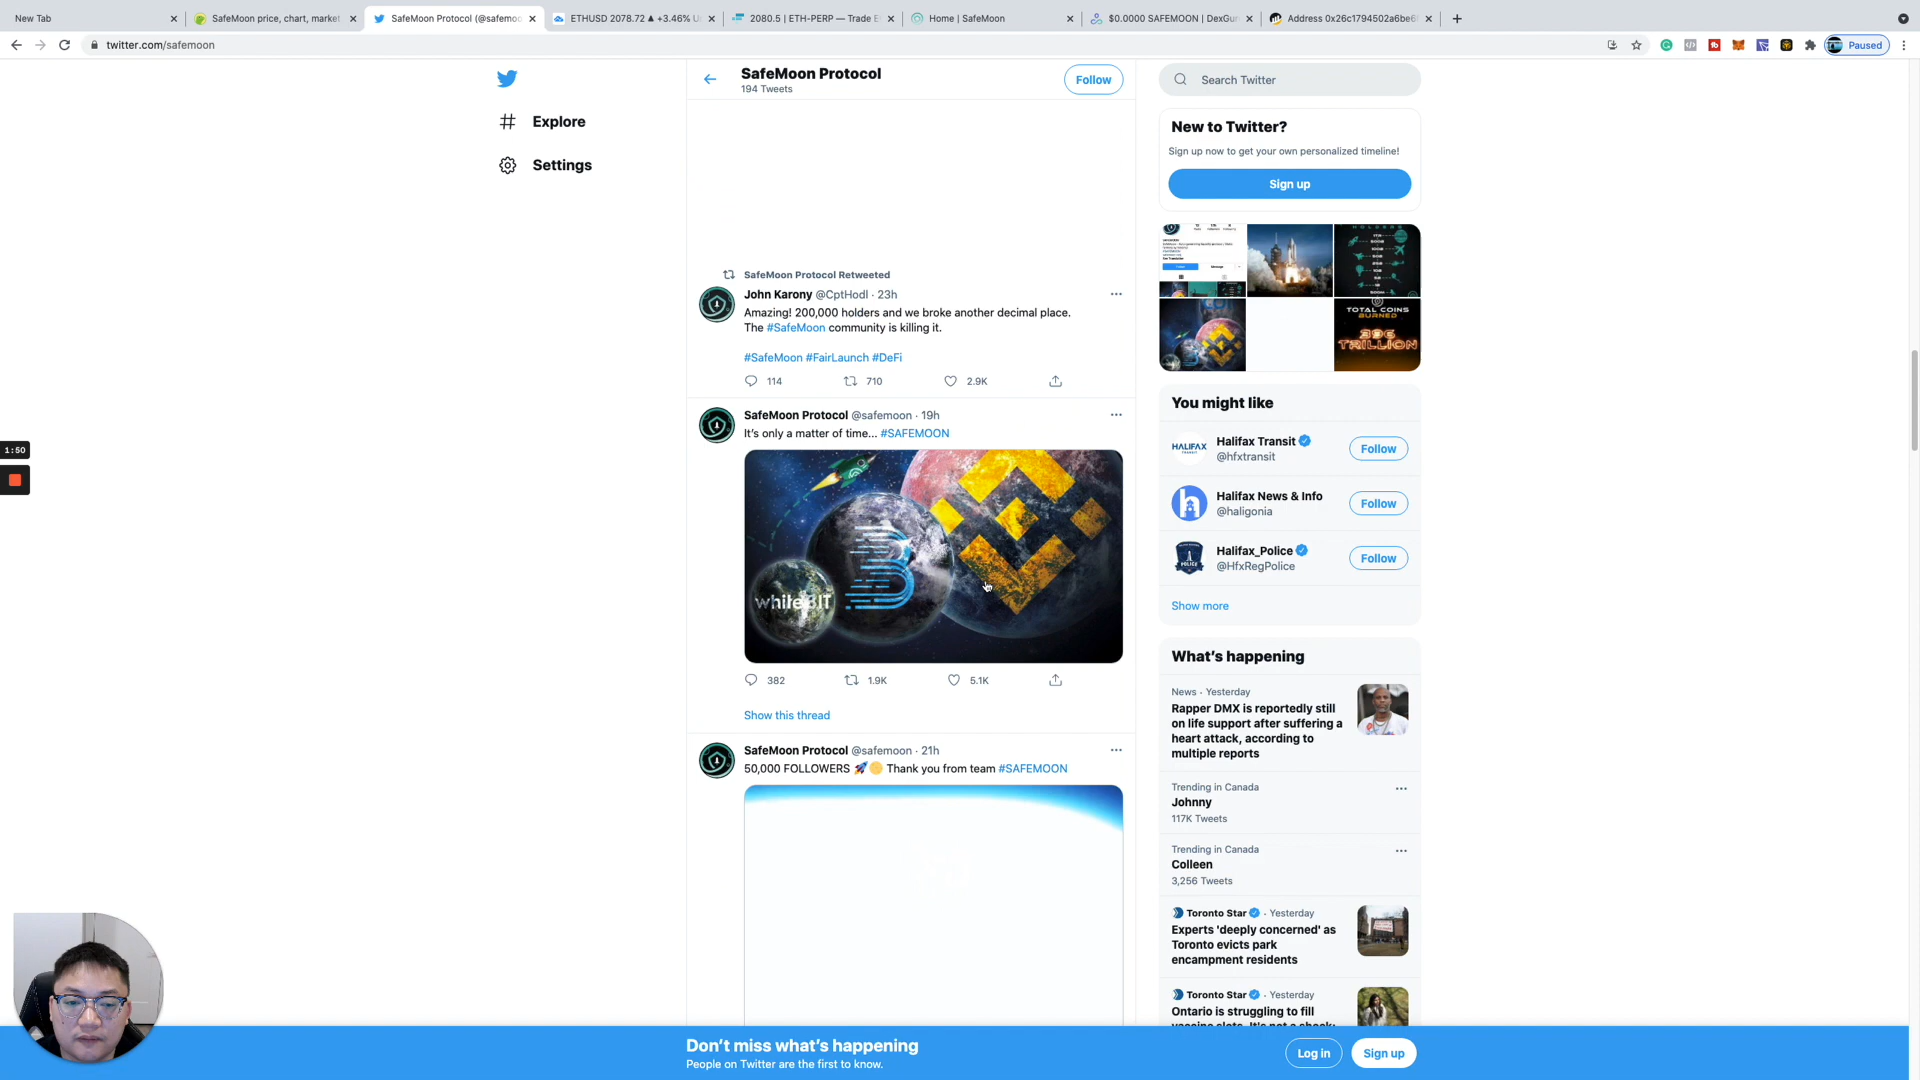 New Tab
SafeMoon price, chart, market
SafeMoon Protocol (@safemoo
ETHUSD 2078.72 ▲ +3.46% U
2080.5 | ETH-PERP — Trade E
Home | SafeMoon
$0.0000 SAFEMOON | DexGur
Address 0x26c1794502a6be6
twitter.com/safemoon
Paused
SafeMoon Protocol
194 Tweets
Follow
Explore
Settings
SafeMoon Protocol Retweeted
John Karony @CptHodl · 23h
Amazing! 200,000 holders and we broke another decimal place.
The #SafeMoon community is killing it.
#SafeMoon #FairLaunch #DeFi
114 710 2.9K
SafeMoon Protocol @safemoon · 19h
It's only a matter of time... #SAFEMOON
whiteBIT
382 1.9K 5.1K
Show this thread
SafeMoon Protocol @safemoon · 21h
50,000 FOLLOWERS 🚀🌕 Thank you from team #SAFEMOON
1:50
Search Twitter
New to Twitter?
Sign up now to get your own personalized timeline!
Sign up
TOTAL COINS
BURNED
396
TRILLION
You might like
HALIFAX
TRANSIT
Halifax Transit
@hfxtransit
Follow
Halifax News & Info
@haligonia
Follow
Halifax_Police
@HfxRegPolice
Follow
Show more
What's happening
News · Yesterday
Rapper DMX is reportedly still
on life support after suffering a
heart attack, according to
multiple reports
Trending in Canada
Johnny
117K Tweets
Trending in Canada
Colleen
3,256 Tweets
Toronto Star · Yesterday
Experts 'deeply concerned' as
Toronto evicts park
encampment residents
Toronto Star · Yesterday
Ontario is struggling to fill
Don't miss what's happening
People on Twitter are the first to know.
Log in
Sign up